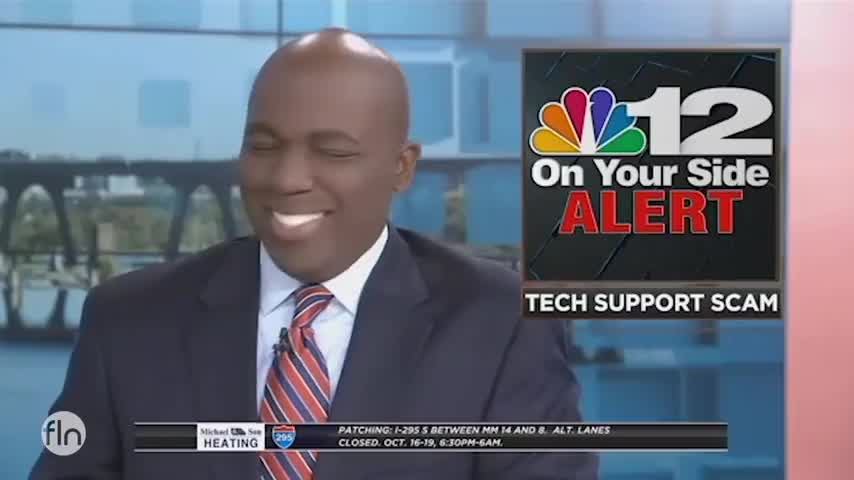 12
On Your Side
ALERT
TECH SUPPORT SCAM
Michael & Son
HEATING
295
PATCHING: I-295 S BETWEEN MM 14 AND 8. ALT. LANES
CLOSED. OCT. 16-19, 6:30PM-6AM.
fln